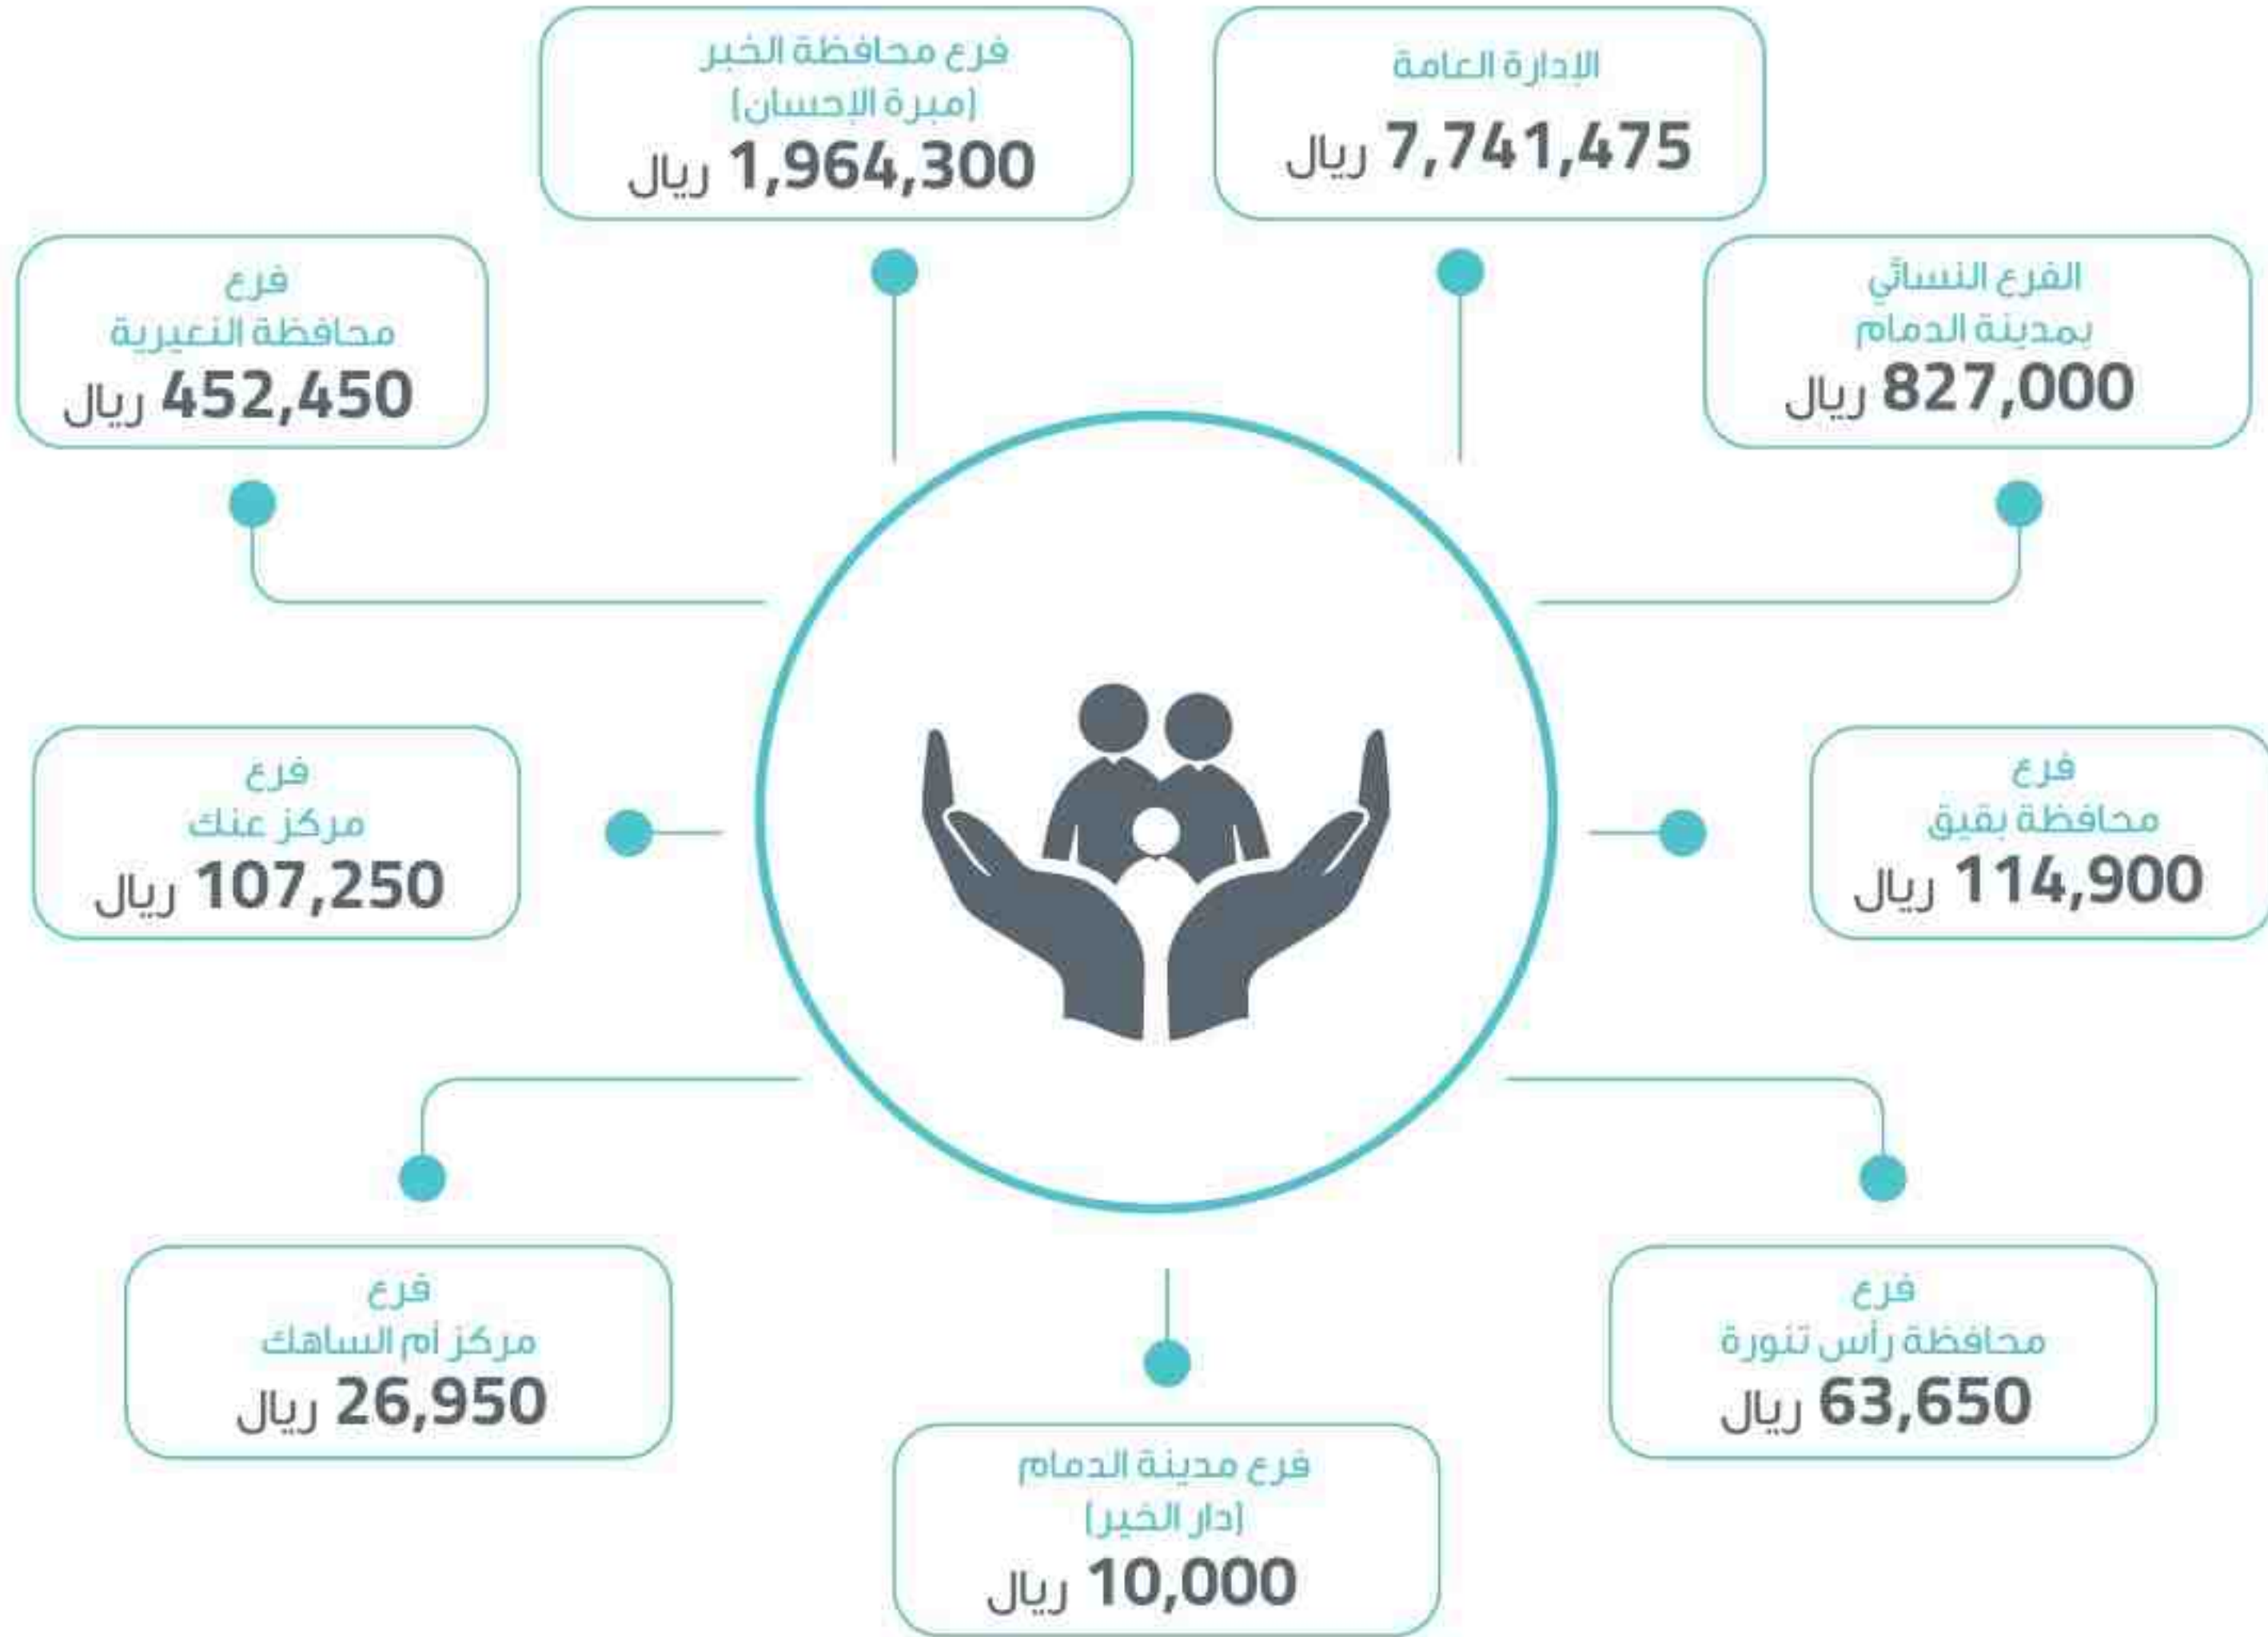 الإدارة العامة
7,741,475 ريال
فرع محافظة الخبر
(مبرة الإحسان)
1,964,300 ريال
الفرع النسائي
بمدينة الدمام
827,000 ريال
فرع
محافظة النعيرية
452,450 ريال
فرع
محافظة بقيق
114,900 ريال
فرع
مركز عنك
107,250 ريال
فرع
محافظة رأس تنورة
63,650 ريال
فرع
مركز أم الساهك
26,950 ريال
فرع مدينة الدمام
(دار الخير)
10,000 ريال